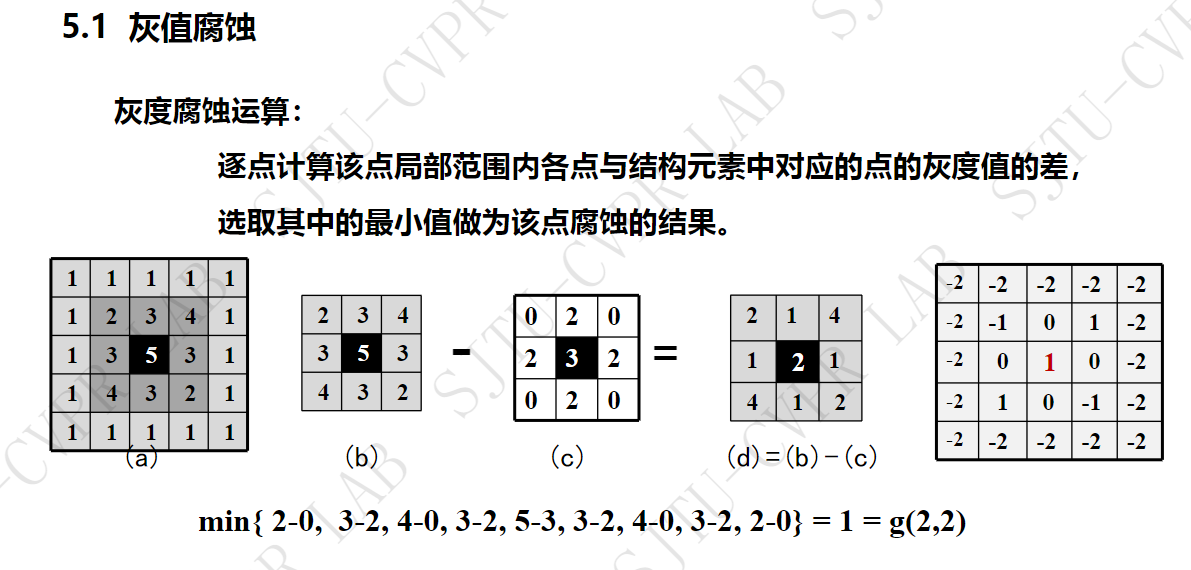 5.1 灰值腐蚀
灰度腐蚀运算：
逐点计算该点局部范围内各点与结构元素中对应的点的灰度值的差，
选取其中的最小值做为该点腐蚀的结果。
1 1 1 1 1
1 2 3 4 1
1 3 5 3 1
1 4 3 2 1
1 1 1 1 1
(a)
2 3 4
3 5 3
4 3 2
(b)
-
0 2 0
2 3 2
0 2 0
(c)
=
2 1 4
1 2 1
4 1 2
(d)=(b)-(c)
-2 -2 -2 -2 -2
-2 -1 0 1 -2
-2 0 1 0 -2
-2 1 0 -1 -2
-2 -2 -2 -2 -2
min{ 2-0, 3-2, 4-0, 3-2, 5-3, 3-2, 4-0, 3-2, 2-0} = 1 = g(2,2)
SJTU-CVPR LAB
SJTU-CVPR LAB
SJTU-CVPR LAB